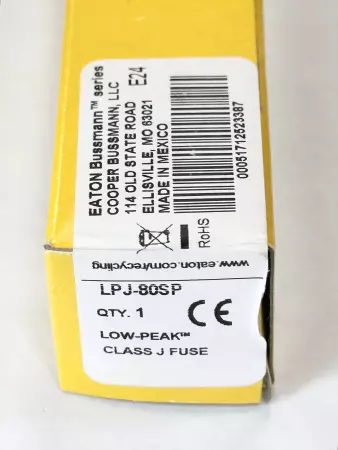 EATON Bussmann™ series
COOPER BUSSMANN, LLC
114 OLD STATE ROAD
ELLISVILLE, MO 63021
MADE IN MEXICO
E24
00051712523387
RoHS
www.eaton.com/recycling
LPJ-80SP
QTY. 1
CE
LOW-PEAK™
CLASS J FUSE